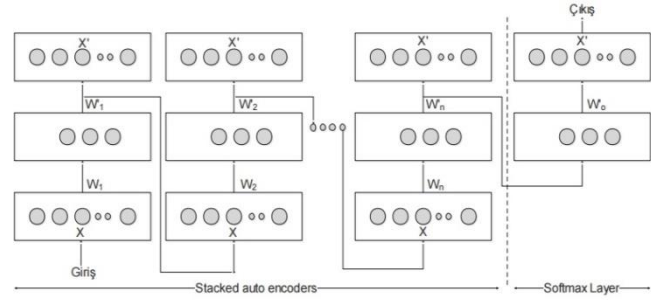 Çıkış
X' X' X' X'
W'₁ W'₂ W'ₙ W'ₒ
W₁ W₂ Wₙ
X X X
Giriş
Stacked auto encoders Softmax Layer